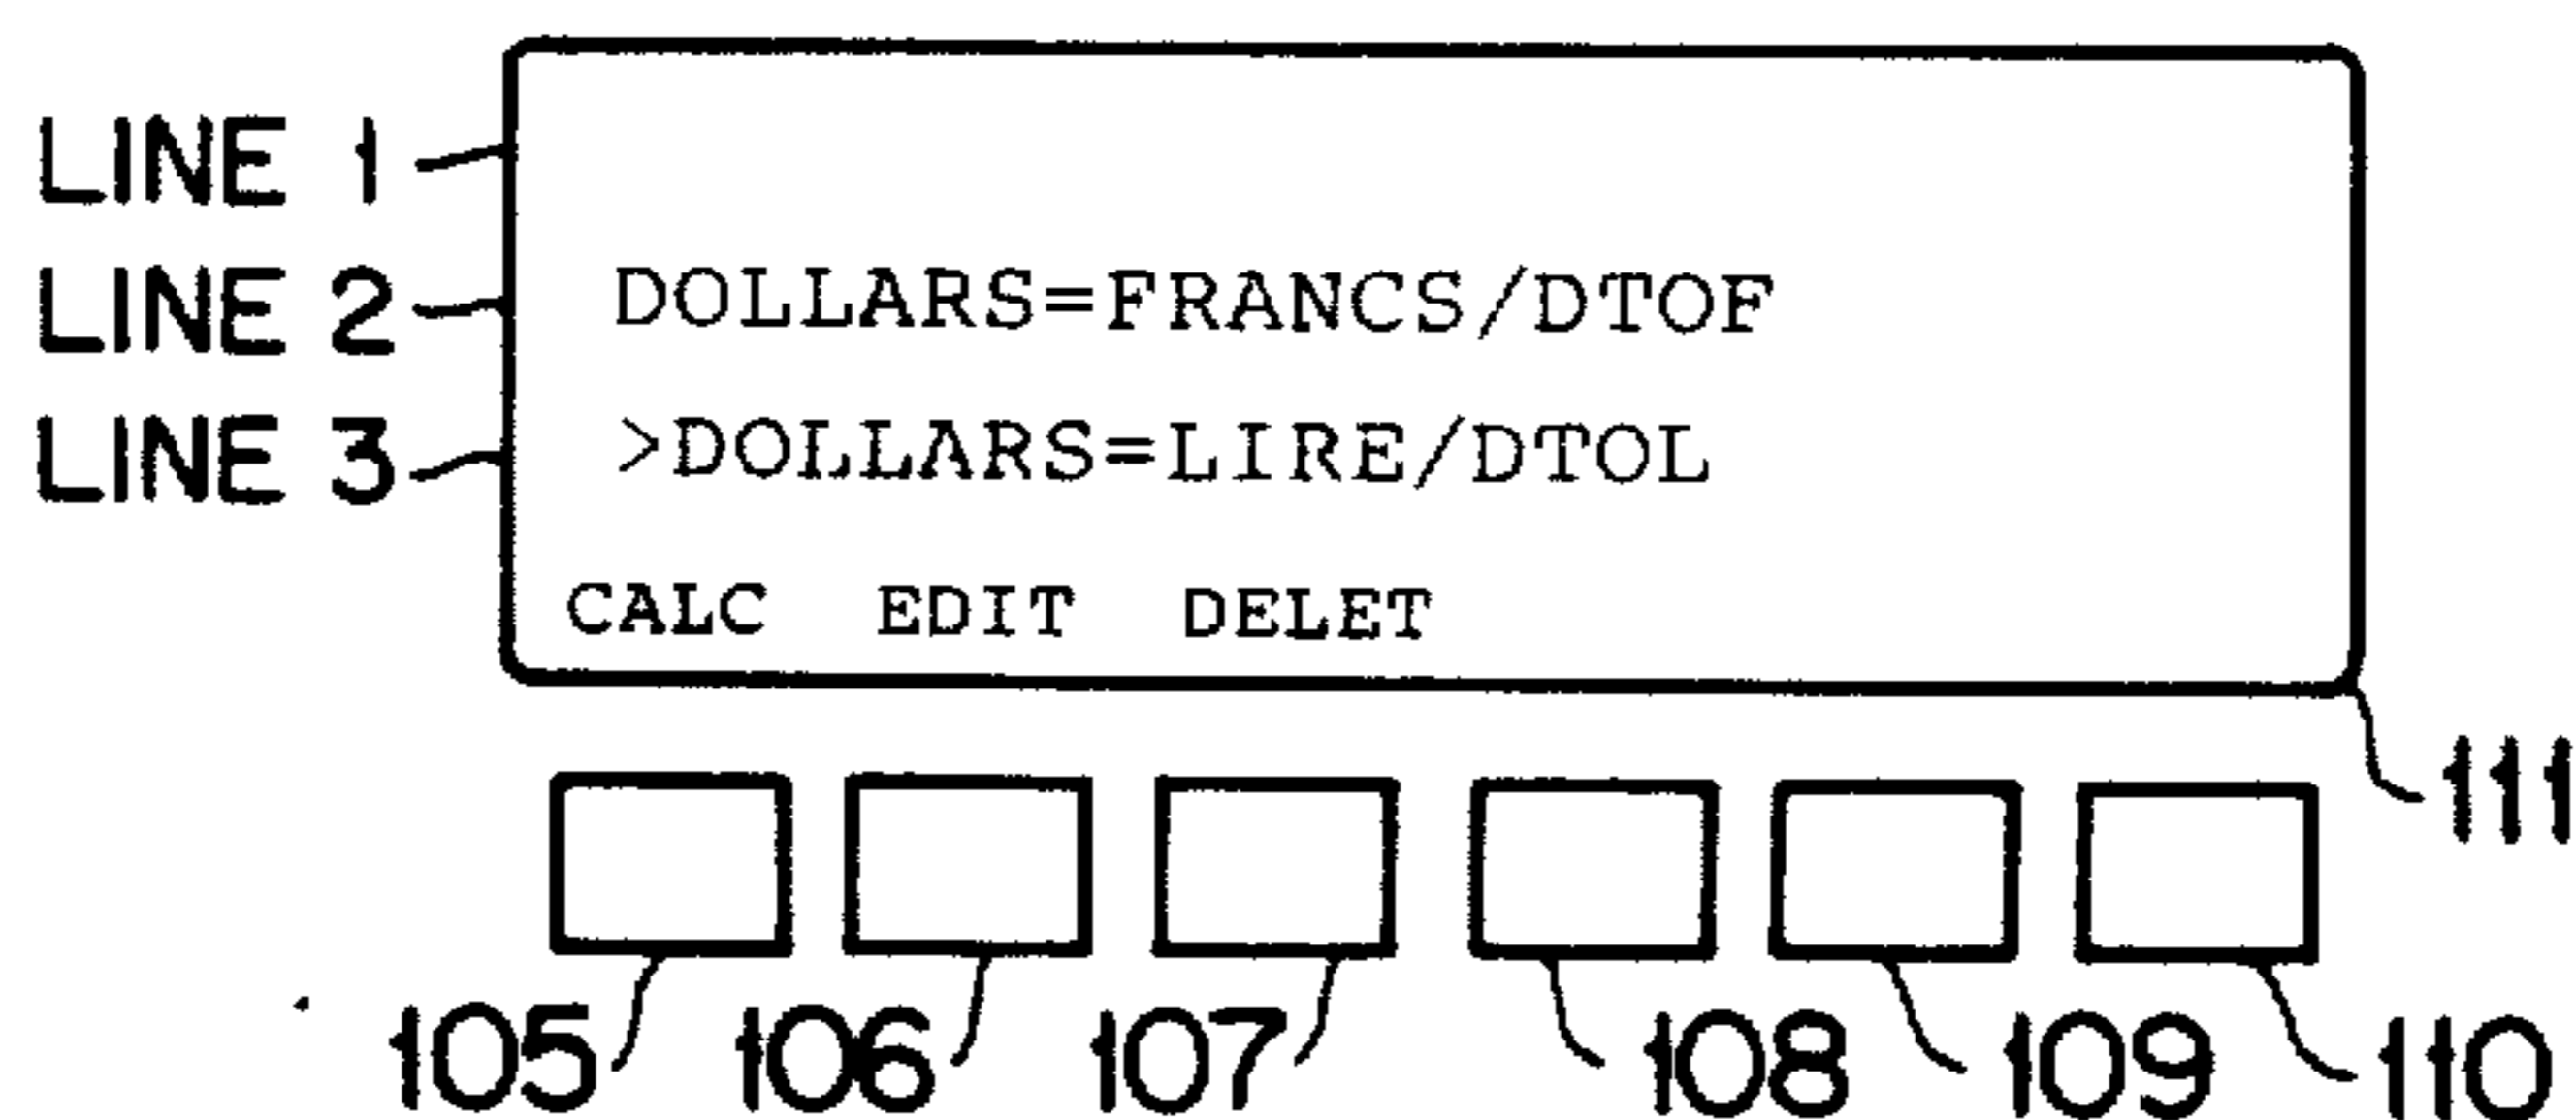 LINE 1
LINE 2 DOLLARS=FRANCS/DTOF
LINE 3 >DOLLARS=LIRE/DTOL
CALC EDIT DELET
111
105 106 107 108 109 110